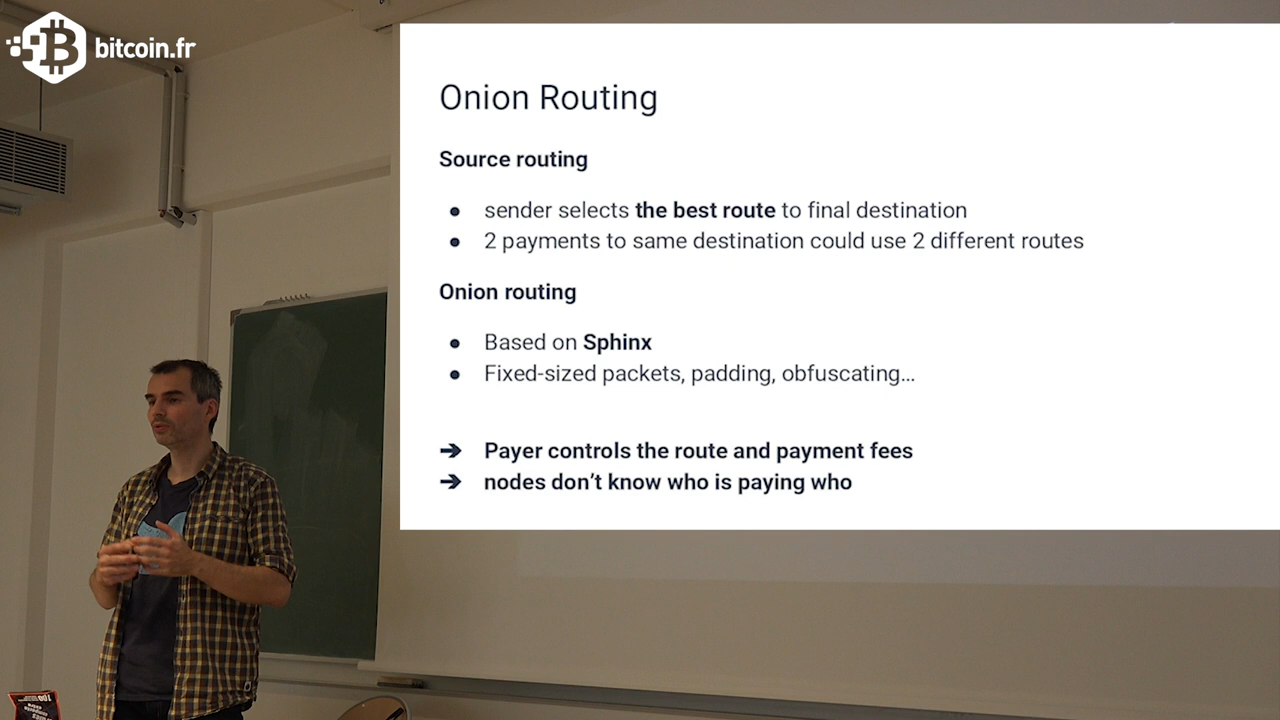 bitcoin.fr
Onion Routing
Source routing
● sender selects the best route to final destination
● 2 payments to same destination could use 2 different routes
Onion routing
● Based on Sphinx
● Fixed-sized packets, padding, obfuscating...
➔ Payer controls the route and payment fees
➔ nodes don't know who is paying who